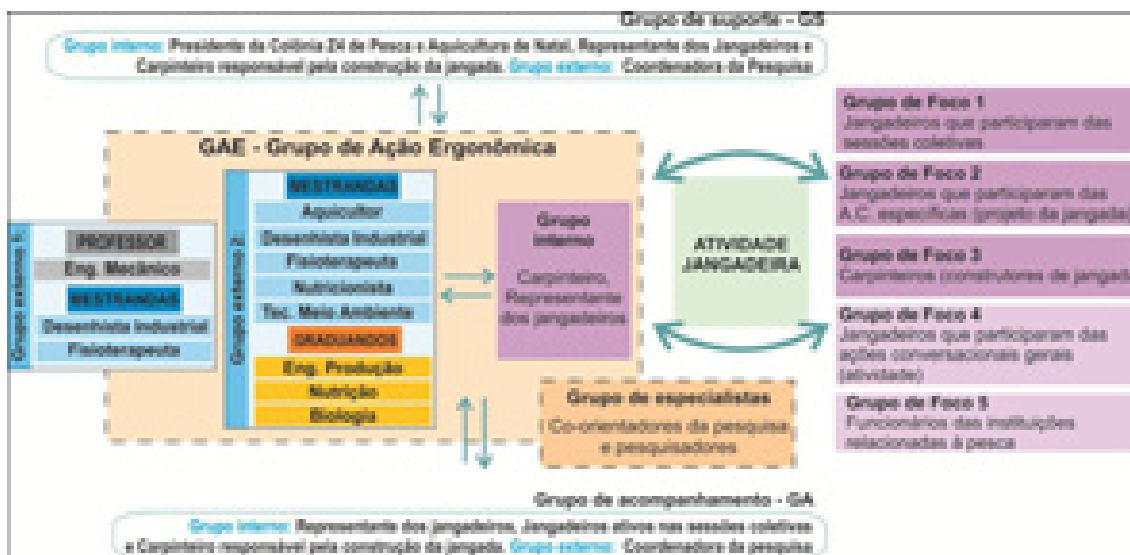 Grupo de suporte - GS
Grupo interno: Presidente da Colônia Z4 de Pesca e Aquicultura de Natal, Representante dos Jangadeiros e
Carpinteiro responsável pela construção da jangada. Grupo externo: Coordenadora da Pesquisa
GAE - Grupo de Ação Ergonômica
Grupo externo 1:
PROFESSOR
Eng. Mecânico
MESTRANDAS
Desenhista Industrial
Fisioterapeuta
Grupo externo 2:
MESTRANDAS
Aquicultor
Desenhista Industrial
Fisioterapeuta
Nutricionista
Tec. Meio Ambiente
GRADUANDOS
Eng. Produção
Nutrição
Biologia
Grupo
interno
Carpinteiro,
Representante
dos jangadeiros
Grupo de especialistas
Co-orientadores da pesquisa
e pesquisadores
ATIVIDADE
JANGADEIRA
Grupo de Foco 1
Jangadeiros que participaram das
sessões coletivas
Grupo de Foco 2
Jangadeiros que participaram das
A.C. específicas (projeto da jangada)
Grupo de Foco 3
Carpinteiros (construtores de jangada
Grupo de Foco 4
Jangadeiros que participaram das
ações conversacionais gerais
(atividade)
Grupo de Foco 5
Funcionários das instituições
relacionadas à pesca
Grupo de acompanhamento - GA
Grupo interno: Representante dos jangadeiros, Jangadeiros ativos nas sessões coletivas
e Carpinteiro responsável pela construção da jangada. Grupo externo: Coordenadora da pesquisa